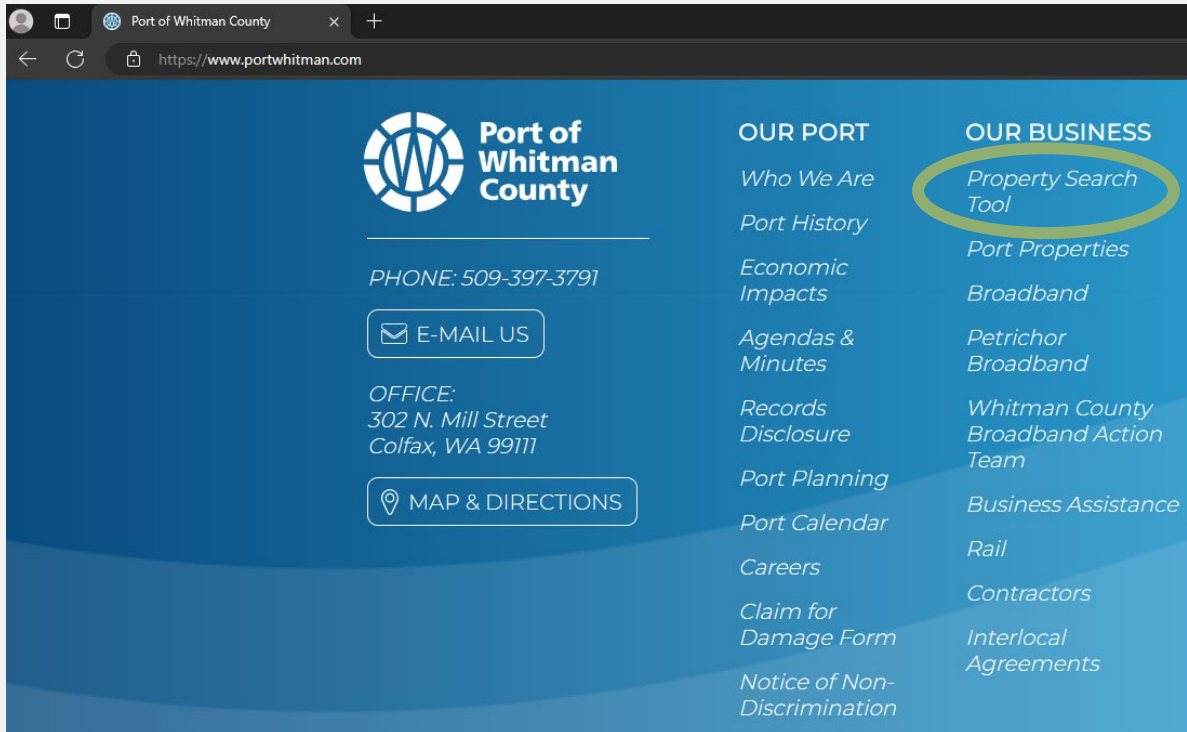 Port of Whitman County
https://www.portwhitman.com
Port of
Whitman
County
PHONE: 509-397-3791
E-MAIL US
OFFICE:
302 N. Mill Street
Colfax, WA 99111
MAP & DIRECTIONS
OUR PORT
Who We Are
Port History
Economic
Impacts
Agendas &
Minutes
Records
Disclosure
Port Planning
Port Calendar
Careers
Claim for
Damage Form
Notice of Non-
Discrimination
OUR BUSINESS
Property Search
Tool
Port Properties
Broadband
Petrichor
Broadband
Whitman County
Broadband Action
Team
Business Assistance
Rail
Contractors
Interlocal
Agreements